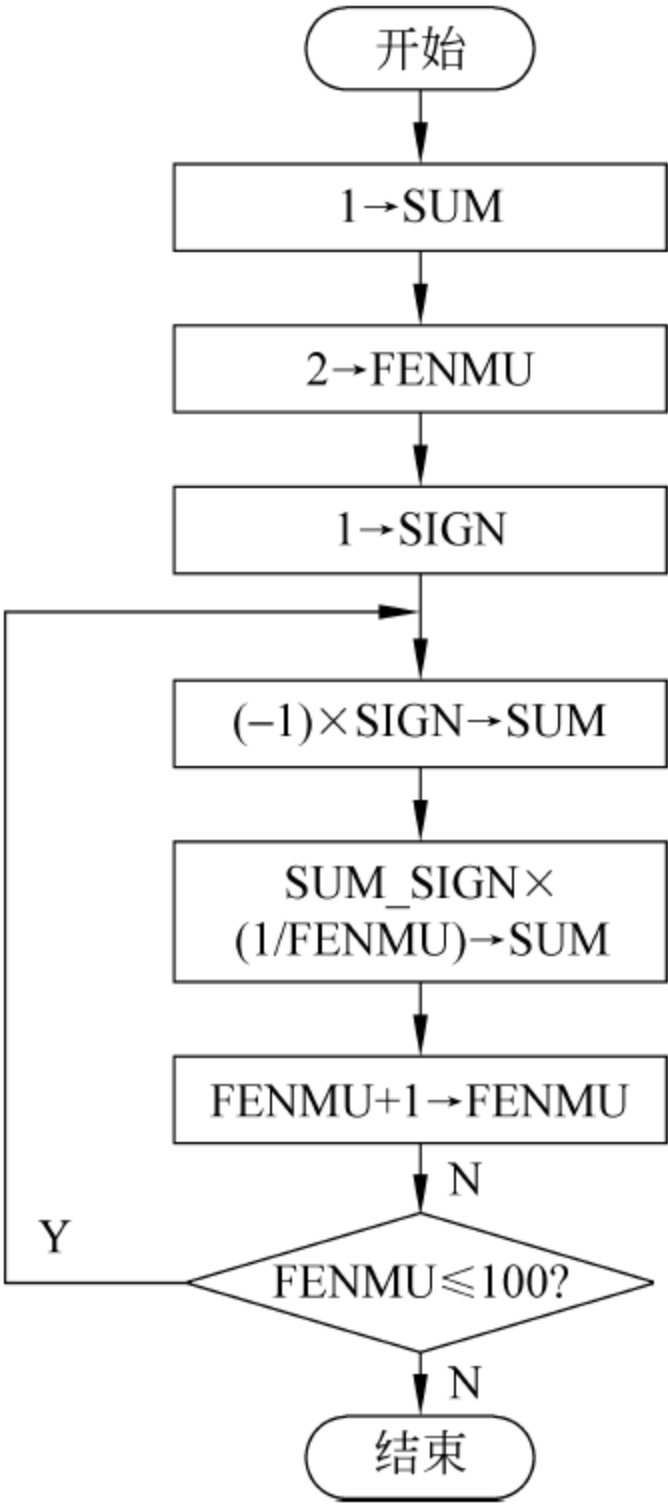 开始
1→SUM
2→FENMU
1→SIGN
(−1)×SIGN→SUM
SUM_SIGN×
(1/FENMU)→SUM
FENMU+1→FENMU
N
Y
FENMU≤100?
N
结束